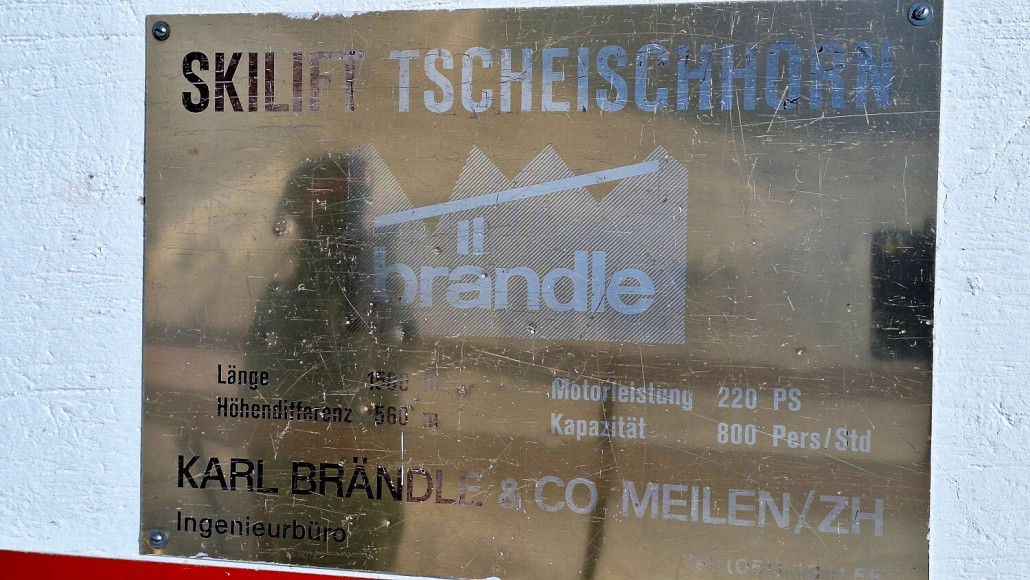 SKILIFT TSCHEISCHHORN
brändle
Länge 1500 m Motorleistung 220 PS
Höhendifferenz 560 m Kapazität 800 Pers/Std
KARL BRÄNDLE & CO MEILEN/ZH
Ingenieurbüro